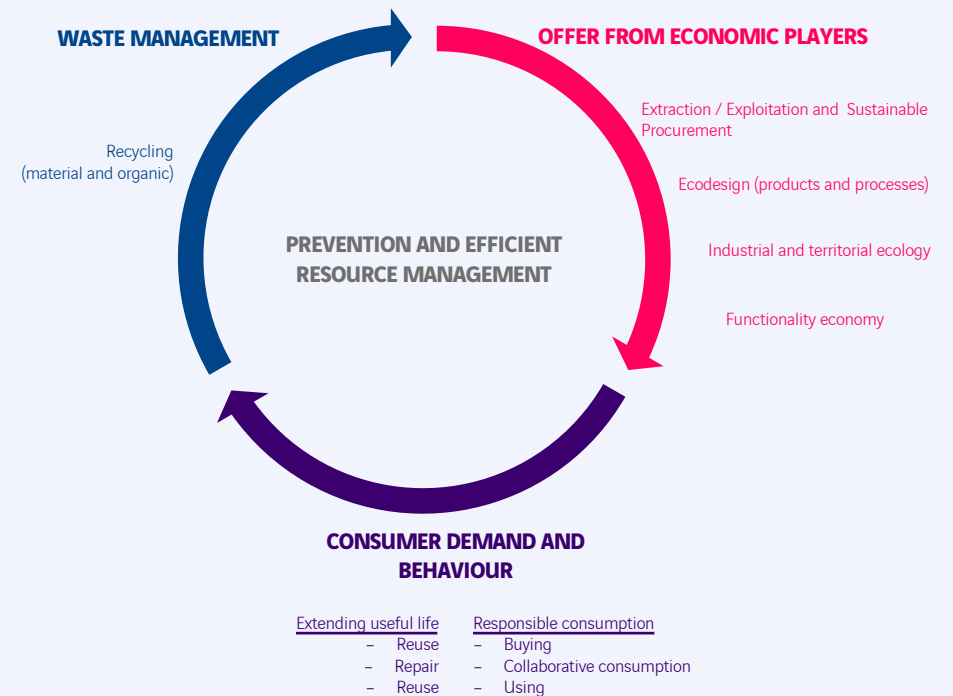 WASTE MANAGEMENT
OFFER FROM ECONOMIC PLAYERS
Extraction / Exploitation and Sustainable
Procurement
Recycling
(material and organic)
Ecodesign (products and processes)
PREVENTION AND EFFICIENT
RESOURCE MANAGEMENT
Industrial and territorial ecology
Functionality economy
CONSUMER DEMAND AND
BEHAVIOUR
Extending useful life
– Reuse
– Repair
– Reuse
Responsible consumption
– Buying
– Collaborative consumption
– Using